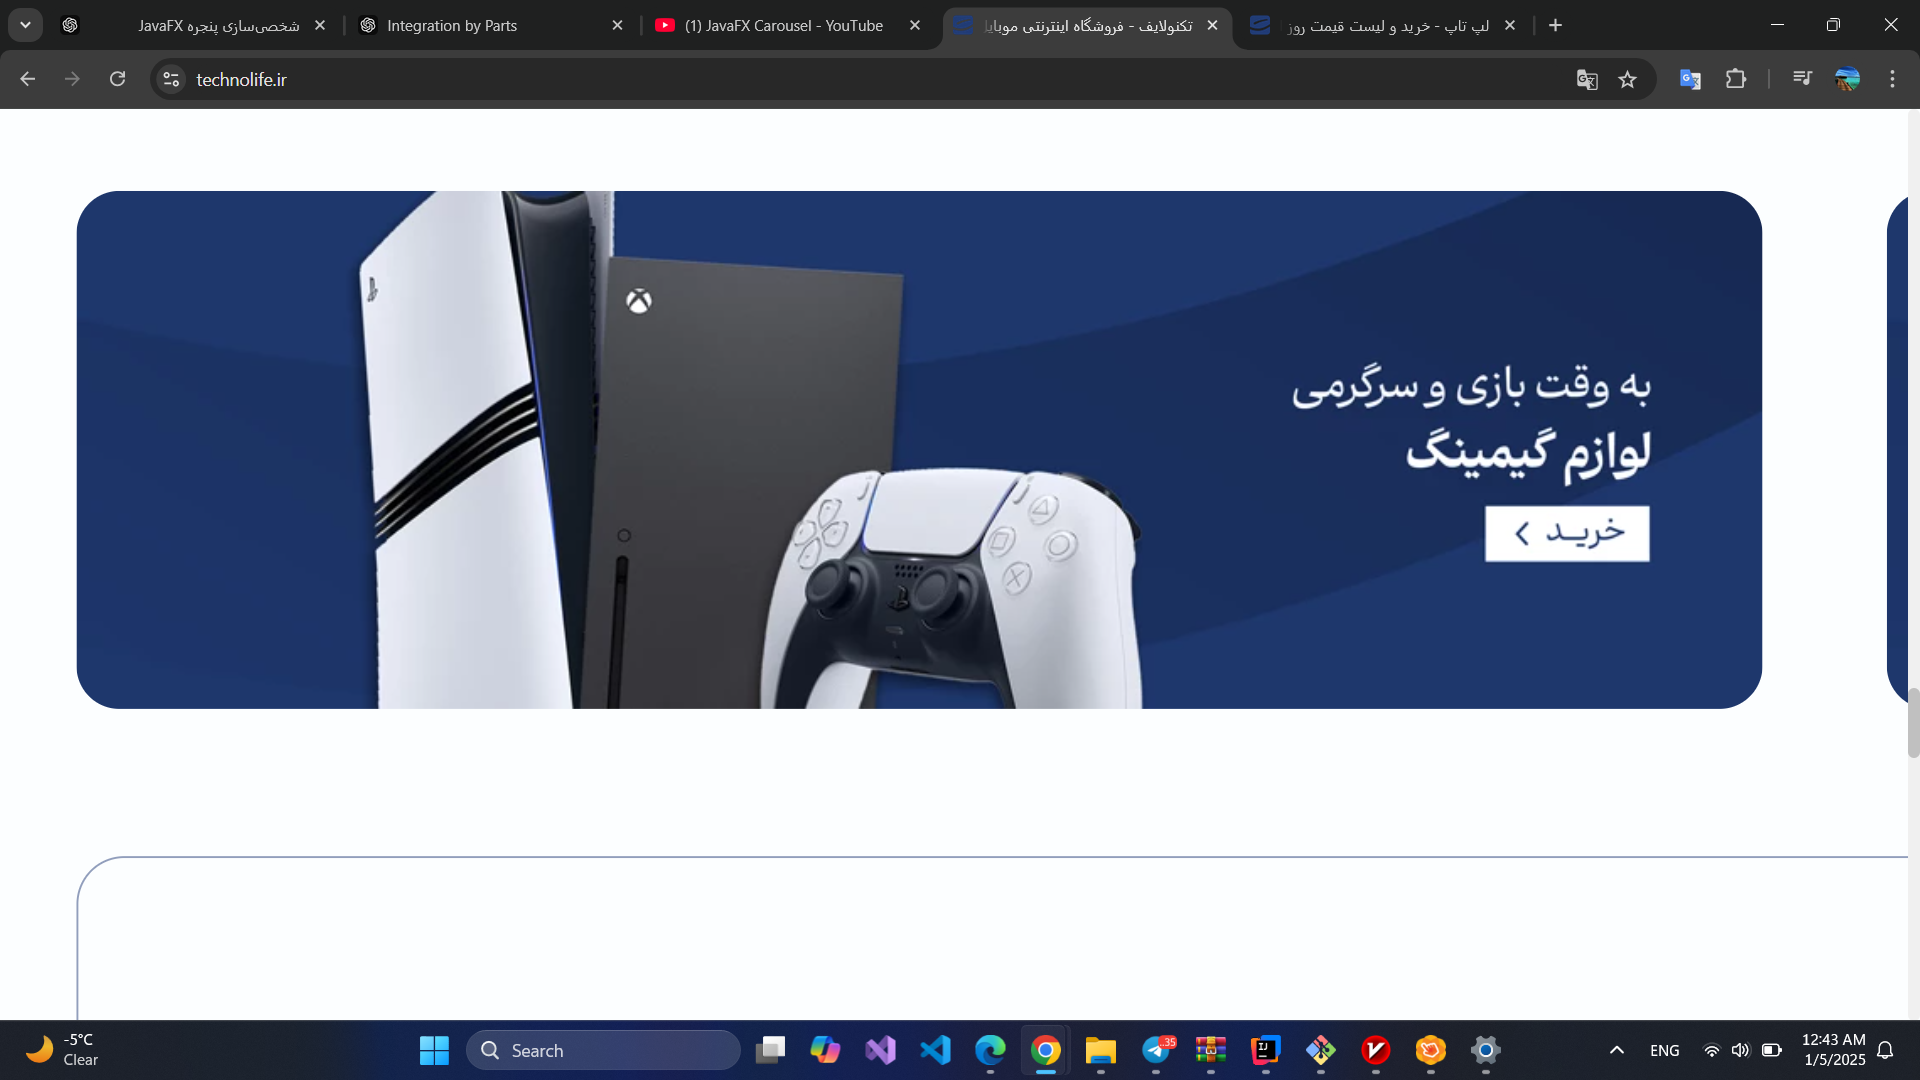 شخصی‌سازی پنجره JavaFX
Integration by Parts
(1) JavaFX Carousel - YouTube
تکنولایف - فروشگاه اینترنتی موبایل
لپ تاپ - خرید و لیست قیمت روز
technolife.ir
به وقت بازی و سرگرمی
لوازم گیمینگ
خریـد
-5°C
Clear
Search
35
ENG
12:43 AM
1/5/2025